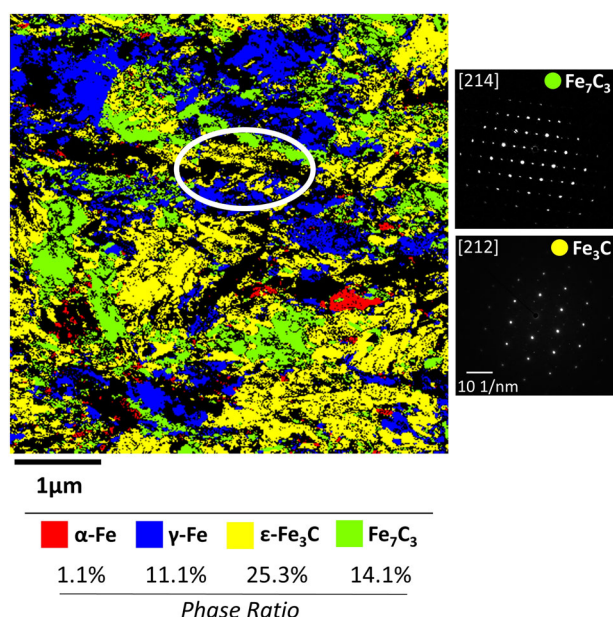 [214] Fe₇C₃
[212] Fe₃C
10 1/nm
1μm
α-Fe γ-Fe ε-Fe₃C Fe₇C₃
1.1% 11.1% 25.3% 14.1%
Phase Ratio